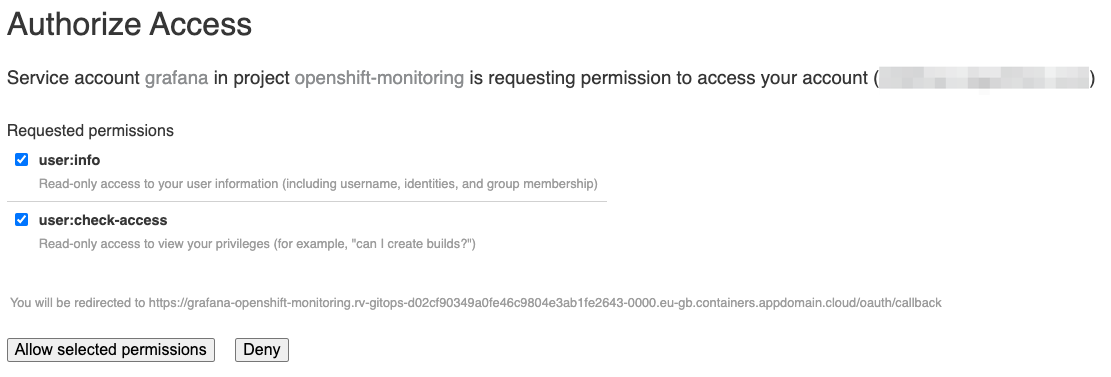 Authorize Access
Service account grafana in project openshift-monitoring is requesting permission to access your account ( )
Requested permissions
user:info
Read-only access to your user information (including username, identities, and group membership)
user:check-access
Read-only access to view your privileges (for example, "can I create builds?")
You will be redirected to https://grafana-openshift-monitoring.rv-gitops-d02cf90349a0fe46c9804e3ab1fe2643-0000.eu-gb.containers.appdomain.cloud/oauth/callback
Allow selected permissions Deny